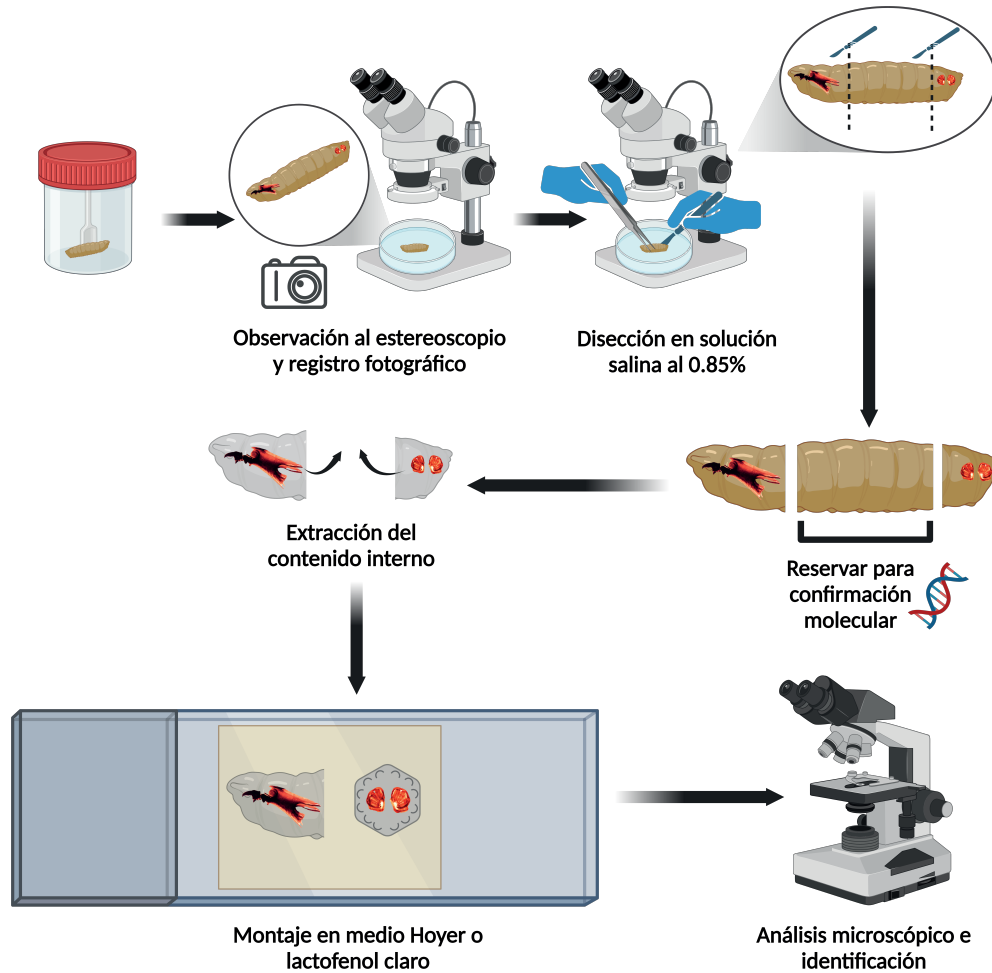 Observación al estereoscopio
y registro fotográfico
Disección en solución
salina al 0.85%
Extracción del
contenido interno
Reservar para
confirmación
molecular
Montaje en medio Hoyer o
lactofenol claro
Análisis microscópico e
identificación